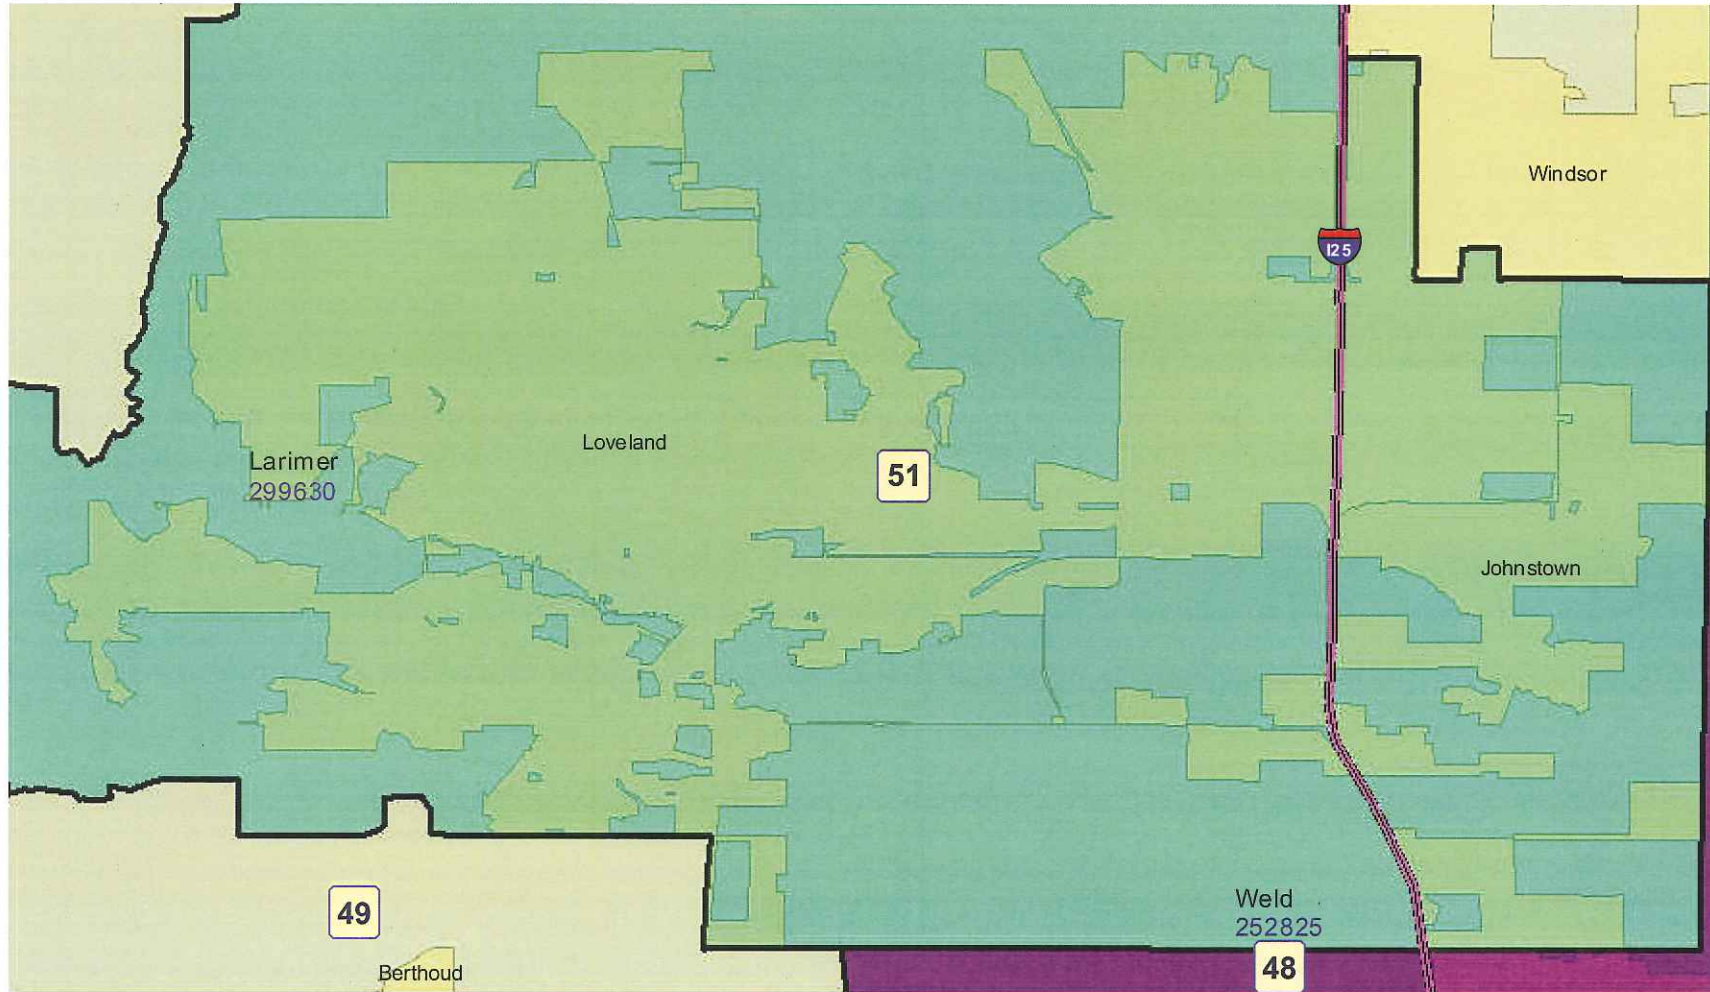 Windsor
I25
Loveland
Larimer
299630
51
Johnstown
49
Weld
252825
48
Berthoud